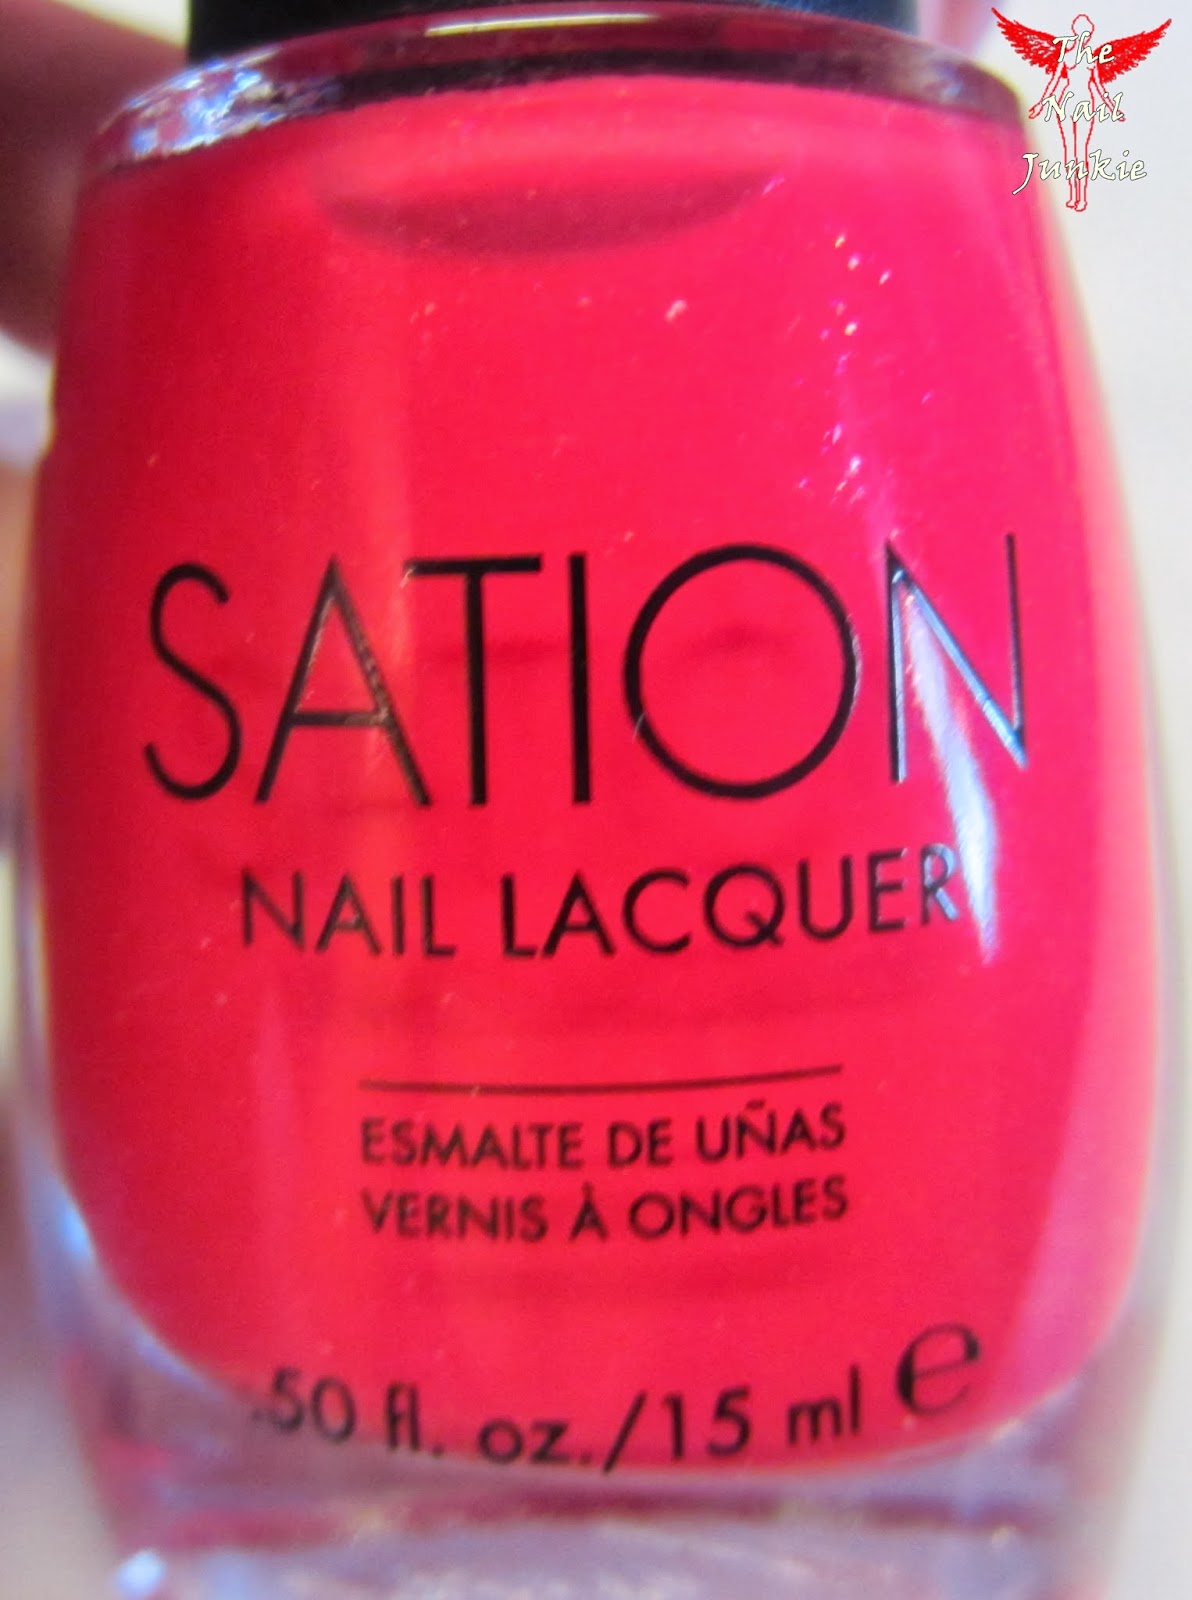 The
Nail
Junkie
SATION
NAIL LACQUER
ESMALTE DE UÑAS
VERNIS À ONGLES
.50 fl. oz./15 ml ℮